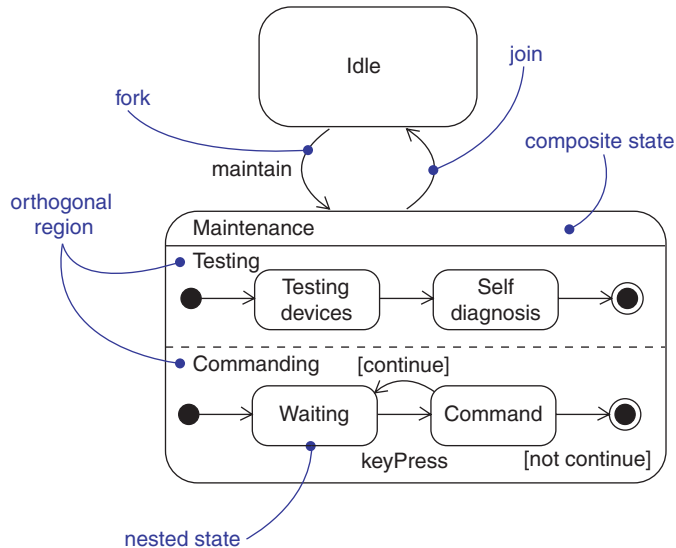 Idle
join
fork
composite state
maintain
orthogonal
region
Maintenance
Testing
Testing
devices
Self
diagnosis
Commanding
[continue]
Waiting
Command
keyPress
[not continue]
nested state